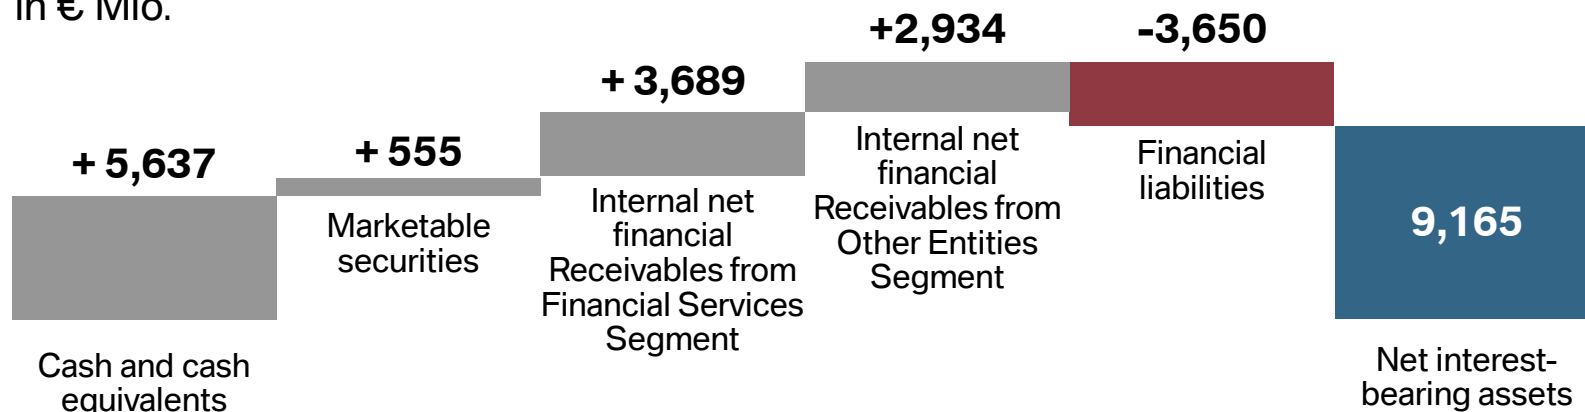 in € Mio.
+ 5,637
Cash and cash
equivalents
+ 555
Marketable
securities
+ 3,689
Internal net
financial
Receivables from
Financial Services
Segment
+2,934
Internal net
financial
Receivables from
Other Entities
Segment
-3,650
Financial
liabilities
9,165
Net interest-
bearing assets